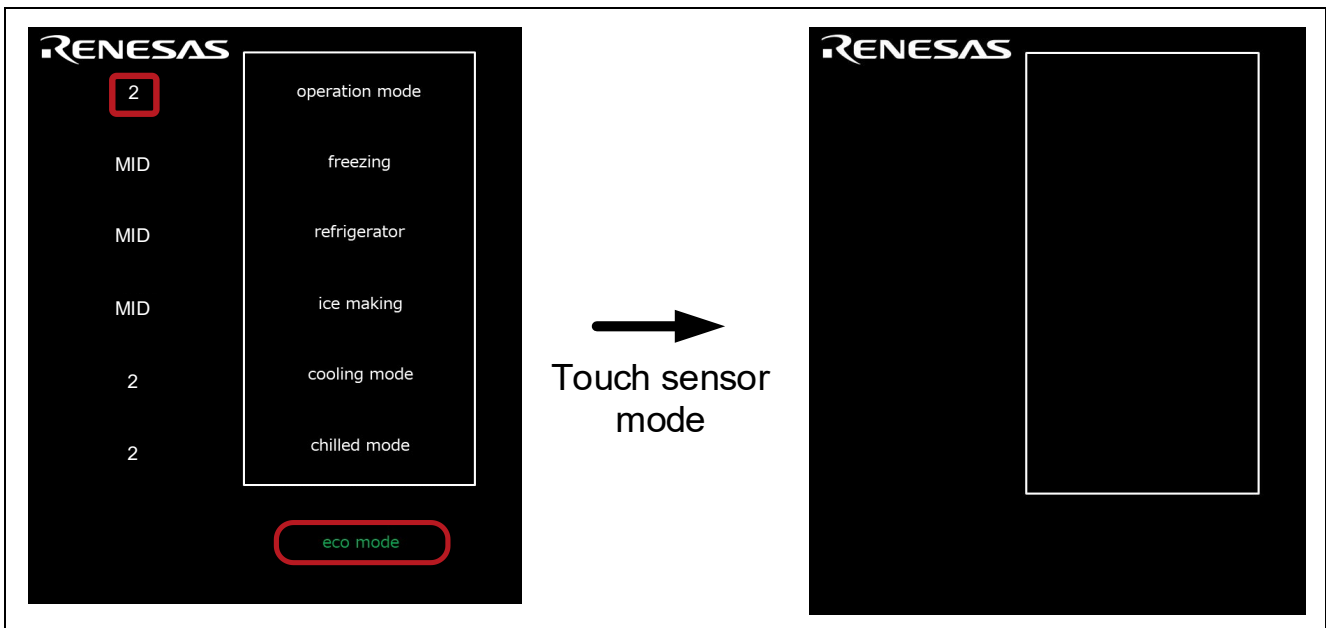 RENESAS
2 operation mode
MID freezing
MID refrigerator
MID ice making
2 cooling mode
2 chilled mode
eco mode
Touch sensor
mode
RENESAS